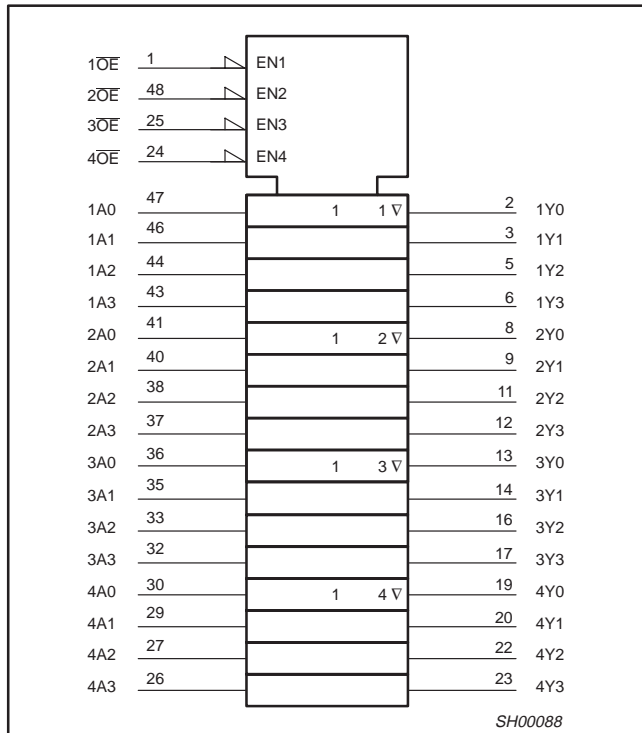 1O̅E̅ 1 EN1
2O̅E̅ 48 EN2
3O̅E̅ 25 EN3
4O̅E̅ 24 EN4
1A0 47 1 1 ∇ 2 1Y0
1A1 46 3 1Y1
1A2 44 5 1Y2
1A3 43 6 1Y3
2A0 41 1 2 ∇ 8 2Y0
2A1 40 9 2Y1
2A2 38 11 2Y2
2A3 37 12 2Y3
3A0 36 1 3 ∇ 13 3Y0
3A1 35 14 3Y1
3A2 33 16 3Y2
3A3 32 17 3Y3
4A0 30 1 4 ∇ 19 4Y0
4A1 29 20 4Y1
4A2 27 22 4Y2
4A3 26 23 4Y3
SH00088